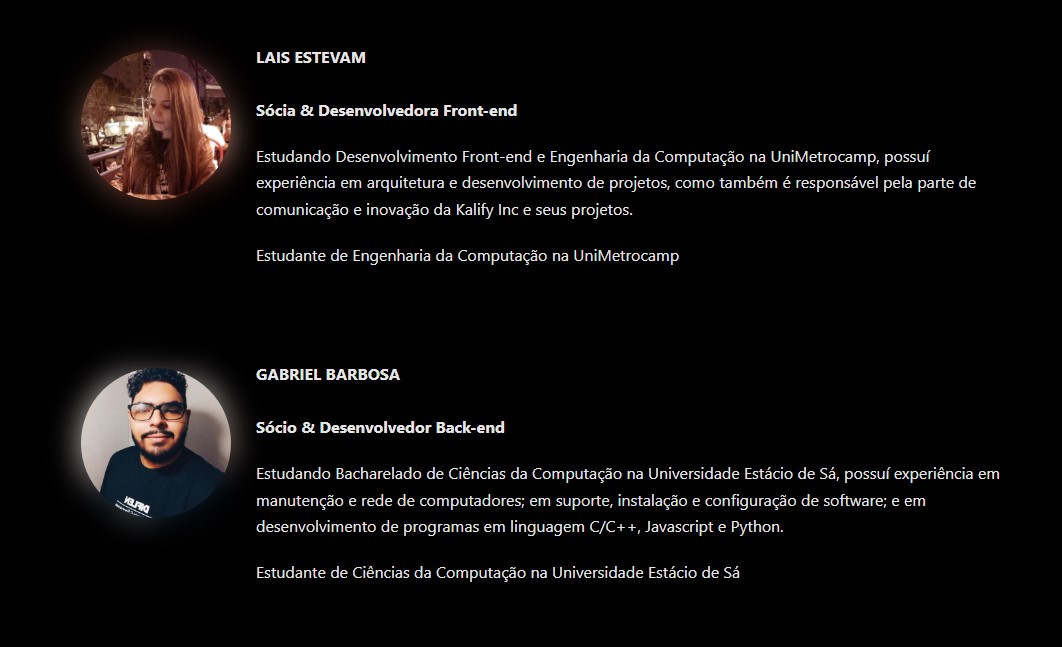 LAIS ESTEVAM
Sócia & Desenvolvedora Front-end
Estudando Desenvolvimento Front-end e Engenharia da Computação na UniMetrocamp, possuí
experiência em arquitetura e desenvolvimento de projetos, como também é responsável pela parte de
comunicação e inovação da Kalify Inc e seus projetos.
Estudante de Engenharia da Computação na UniMetrocamp
GABRIEL BARBOSA
Sócio & Desenvolvedor Back-end
Estudando Bacharelado de Ciências da Computação na Universidade Estácio de Sá, possuí experiência em
manutenção e rede de computadores; em suporte, instalação e configuração de software; e em
desenvolvimento de programas em linguagem C/C++, Javascript e Python.
Estudante de Ciências da Computação na Universidade Estácio de Sá